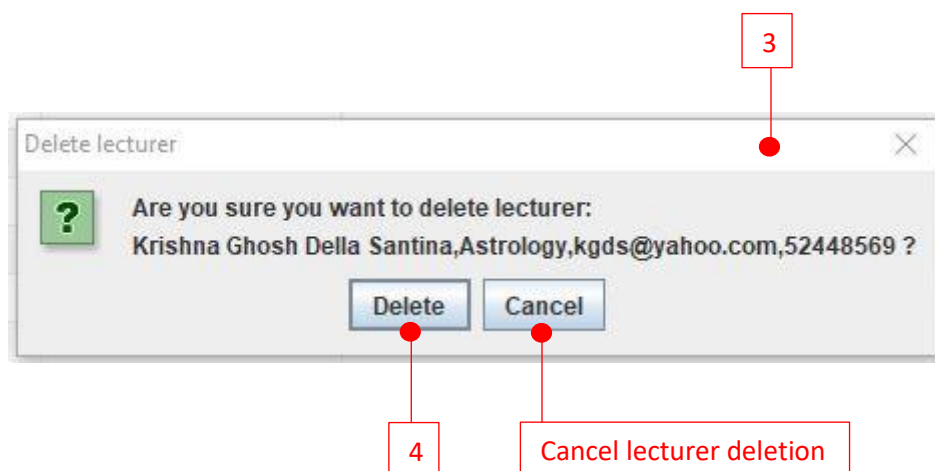 3
Delete lecturer
?
Are you sure you want to delete lecturer:
Krishna Ghosh Della Santina,Astrology,kgds@yahoo.com,52448569 ?
Delete Cancel
4 Cancel lecturer deletion